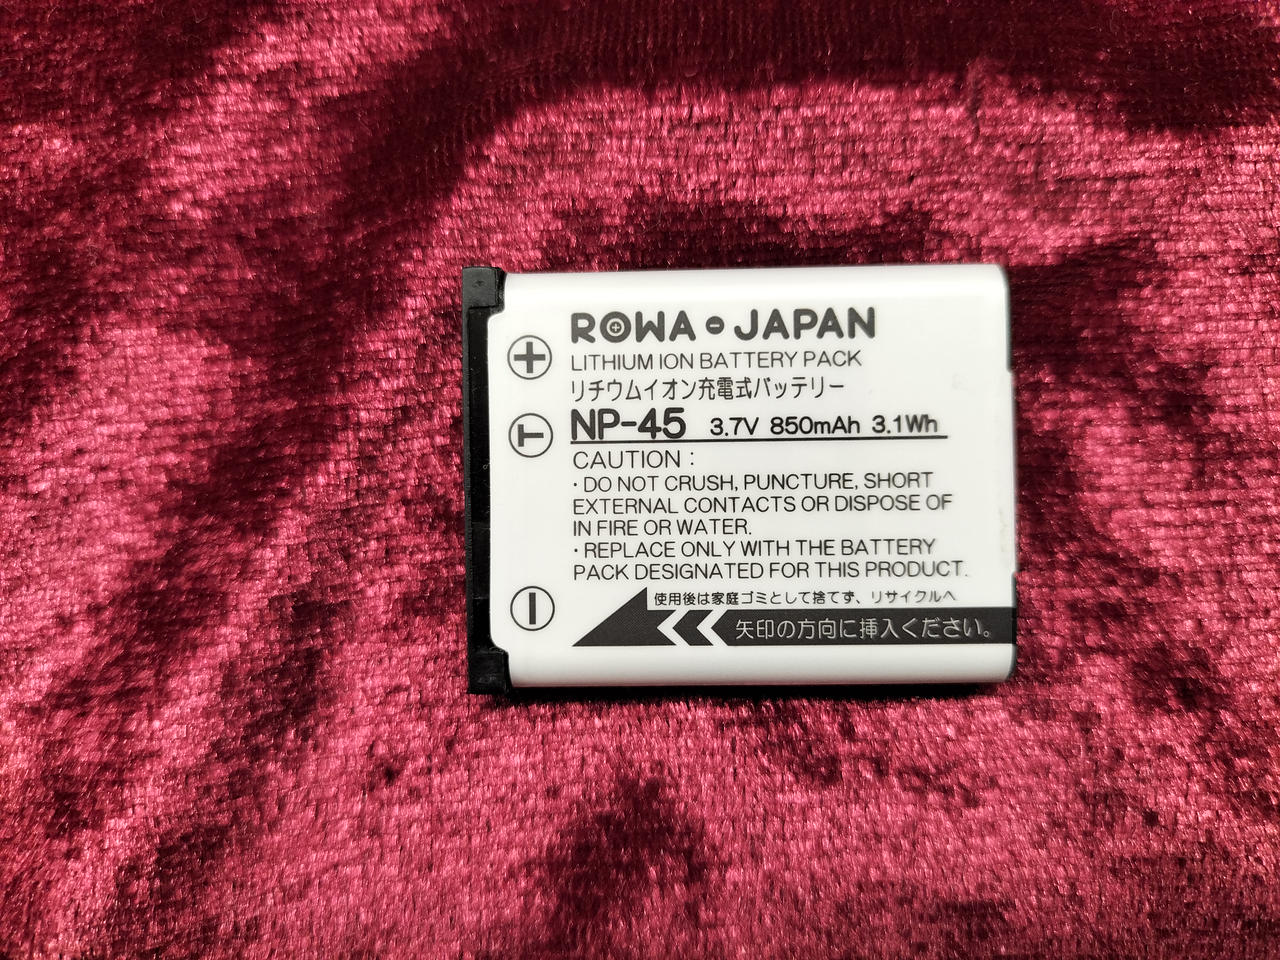 ROWA JAPAN
LITHIUM ION BATTERY PACK
リチウムイオン充電式バッテリー
NP-45 3.7V 850mAh 3.1Wh
CAUTION :
・DO NOT CRUSH, PUNCTURE, SHORT
EXTERNAL CONTACTS OR DISPOSE OF
IN FIRE OR WATER.
・REPLACE ONLY WITH THE BATTERY
PACK DESIGNATED FOR THIS PRODUCT.
使用後は家庭ゴミとして捨てず、リサイクルへ
矢印の方向に挿入ください。
+
T
−